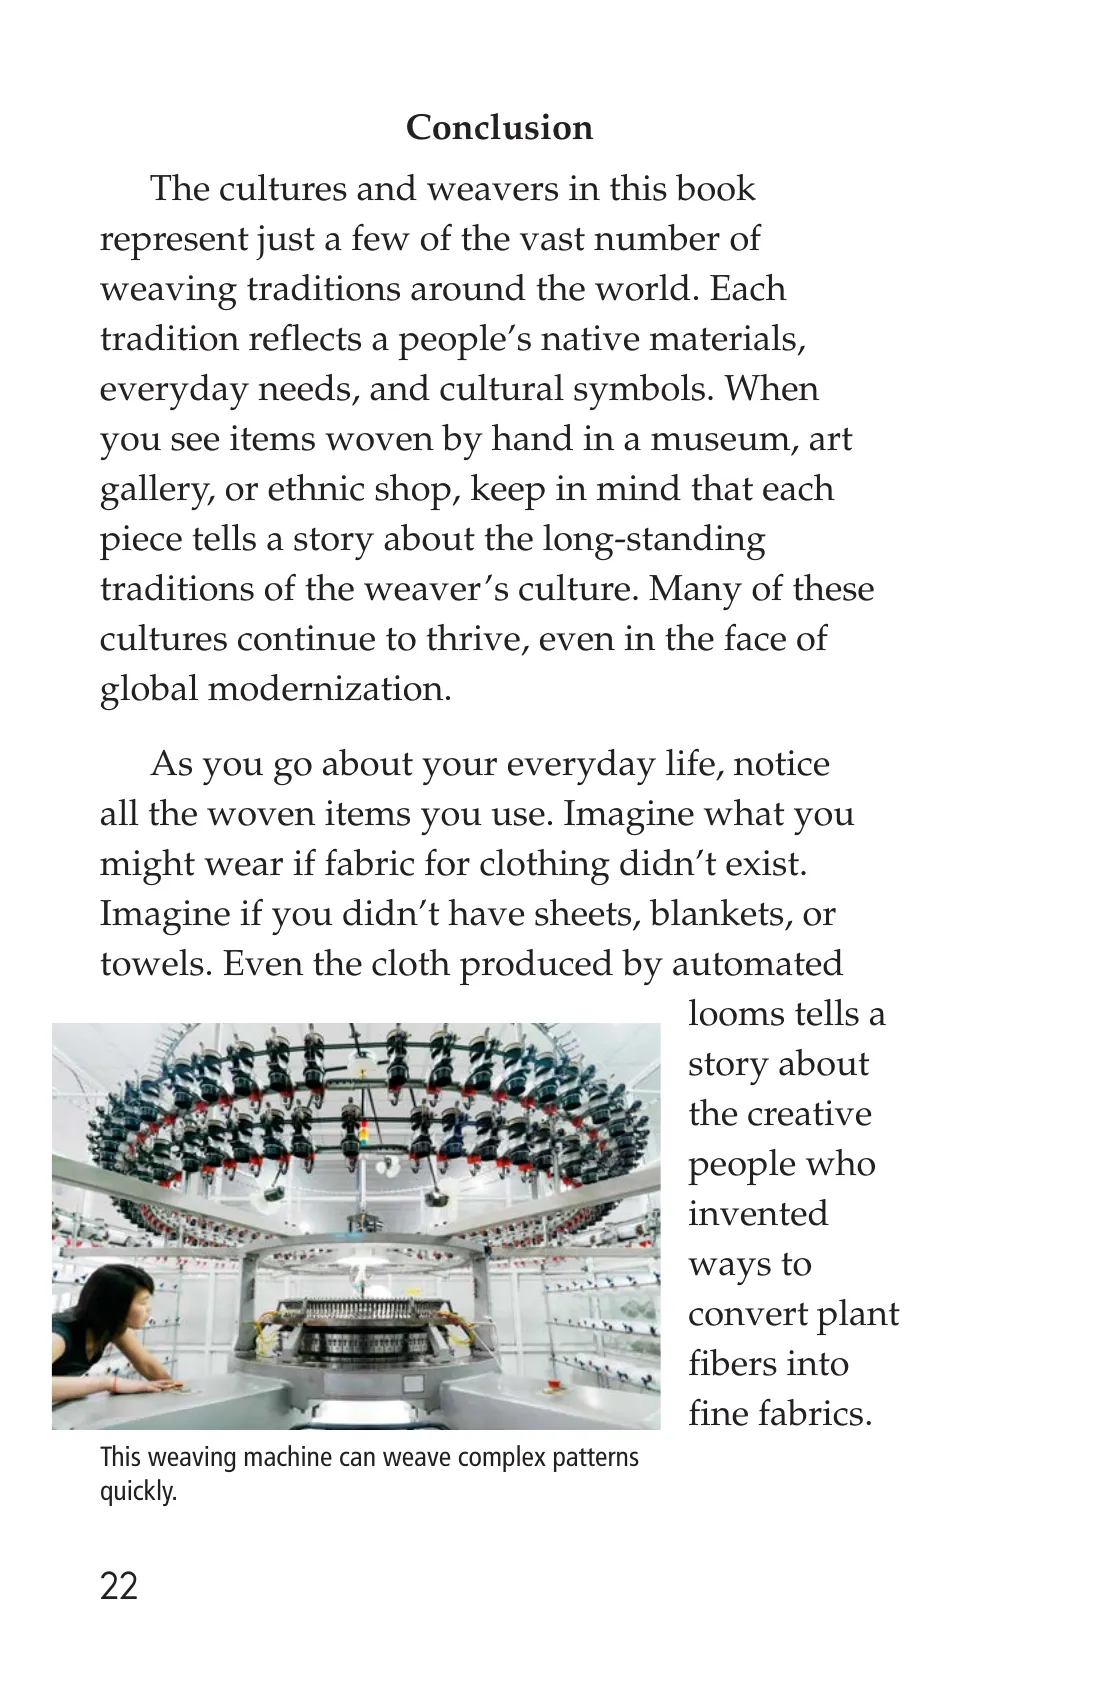 Conclusion
The cultures and weavers in this book
represent just a few of the vast number of
weaving traditions around the world. Each
tradition reflects a people’s native materials,
everyday needs, and cultural symbols. When
you see items woven by hand in a museum, art
gallery, or ethnic shop, keep in mind that each
piece tells a story about the long-standing
traditions of the weaver’s culture. Many of these
cultures continue to thrive, even in the face of
global modernization.
As you go about your everyday life, notice
all the woven items you use. Imagine what you
might wear if fabric for clothing didn’t exist.
Imagine if you didn’t have sheets, blankets, or
towels. Even the cloth produced by automated
looms tells a
story about
the creative
people who
invented
ways to
convert plant
fibers into
fine fabrics.
This weaving machine can weave complex patterns
quickly.
22